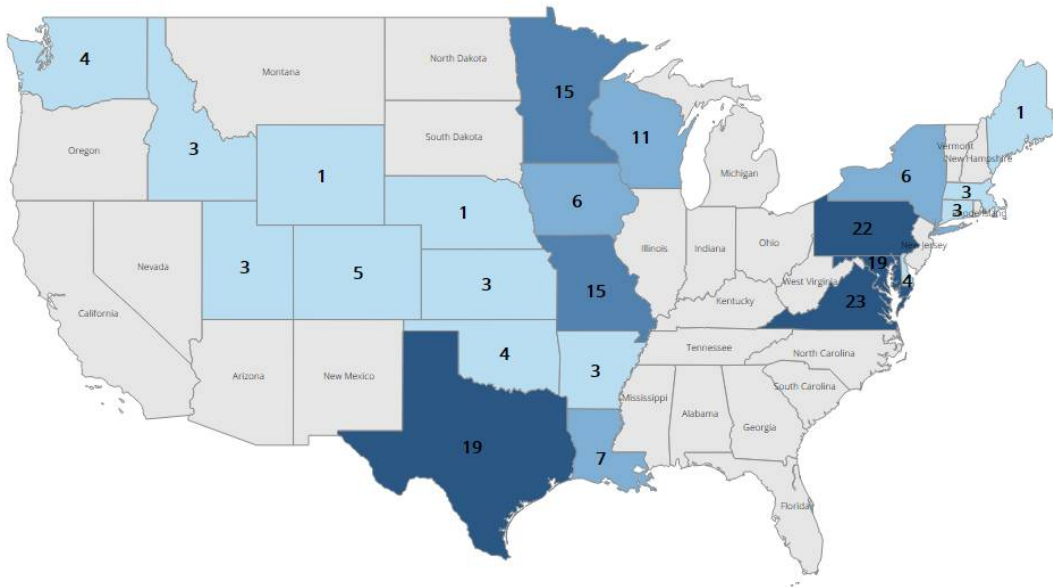 4
Montana
North Dakota
1
15
Oregon
3
South Dakota
11
Vermont
New Hampshire
1
Michigan
6
3
3
6
1
22
New Jersey
Nevada
3
5
Illinois
Indiana
Ohio
19
California
3
15
West Virginia
4
Kentucky
23
Arizona
New Mexico
4
3
Tennessee
North Carolina
South Carolina
Mississippi
Alabama
Georgia
19
7
Florida